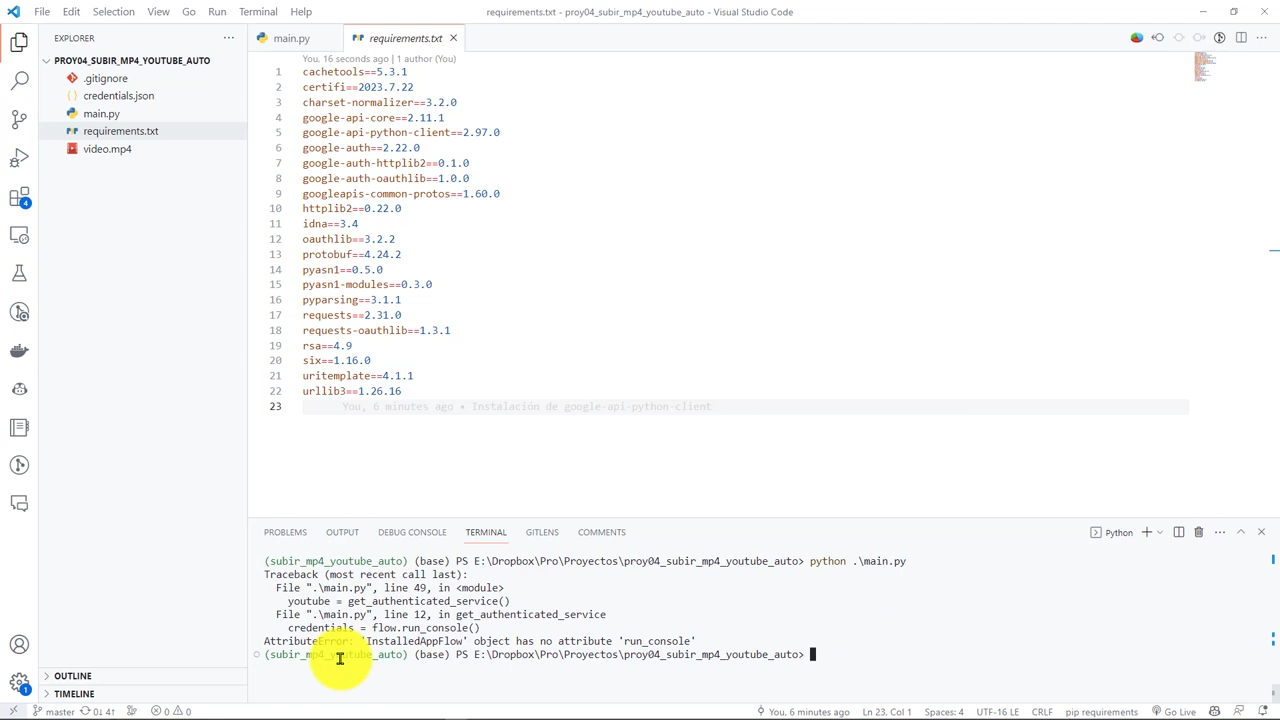 File Edit Selection View Go Run Terminal Help
requirements.txt - proy04_subir_mp4_youtube_auto - Visual Studio Code
EXPLORER
PROY04_SUBIR_MP4_YOUTUBE_AUTO
.gitignore
credentials.json
main.py
requirements.txt
video.mp4
OUTLINE
TIMELINE
main.py
requirements.txt
You, 16 seconds ago | 1 author (You)
1 cachetools==5.3.1
2 certifi==2023.7.22
3 charset-normalizer==3.2.0
4 google-api-core==2.11.1
5 google-api-python-client==2.97.0
6 google-auth==2.22.0
7 google-auth-httplib2==0.1.0
8 google-auth-oauthlib==1.0.0
9 googleapis-common-protos==1.60.0
10 httplib2==0.22.0
11 idna==3.4
12 oauthlib==3.2.2
13 protobuf==4.24.2
14 pyasn1==0.5.0
15 pyasn1-modules==0.3.0
16 pyparsing==3.1.1
17 requests==2.31.0
18 requests-oauthlib==1.3.1
19 rsa==4.9
20 six==1.16.0
21 uritemplate==4.1.1
22 urllib3==1.26.16
23 You, 6 minutes ago • Instalación de google-api-python-client
PROBLEMS OUTPUT DEBUG CONSOLE TERMINAL GITLENS COMMENTS
Python
(subir_mp4_youtube_auto) (base) PS E:\Dropbox\Pro\Proyectos\proy04_subir_mp4_youtube_auto> python .\main.py
Traceback (most recent call last):
File ".\main.py", line 49, in <module>
youtube = get_authenticated_service()
File ".\main.py", line 12, in get_authenticated_service
credentials = flow.run_console()
AttributeError: 'InstalledAppFlow' object has no attribute 'run_console'
(subir_mp4_youtube_auto) (base) PS E:\Dropbox\Pro\Proyectos\proy04_subir_mp4_youtube_auto>
4
1
master 0↓ 4↑ 0 0
You, 6 minutes ago Ln 23, Col 1 Spaces: 4 UTF-16 LE CRLF pip requirements Go Live